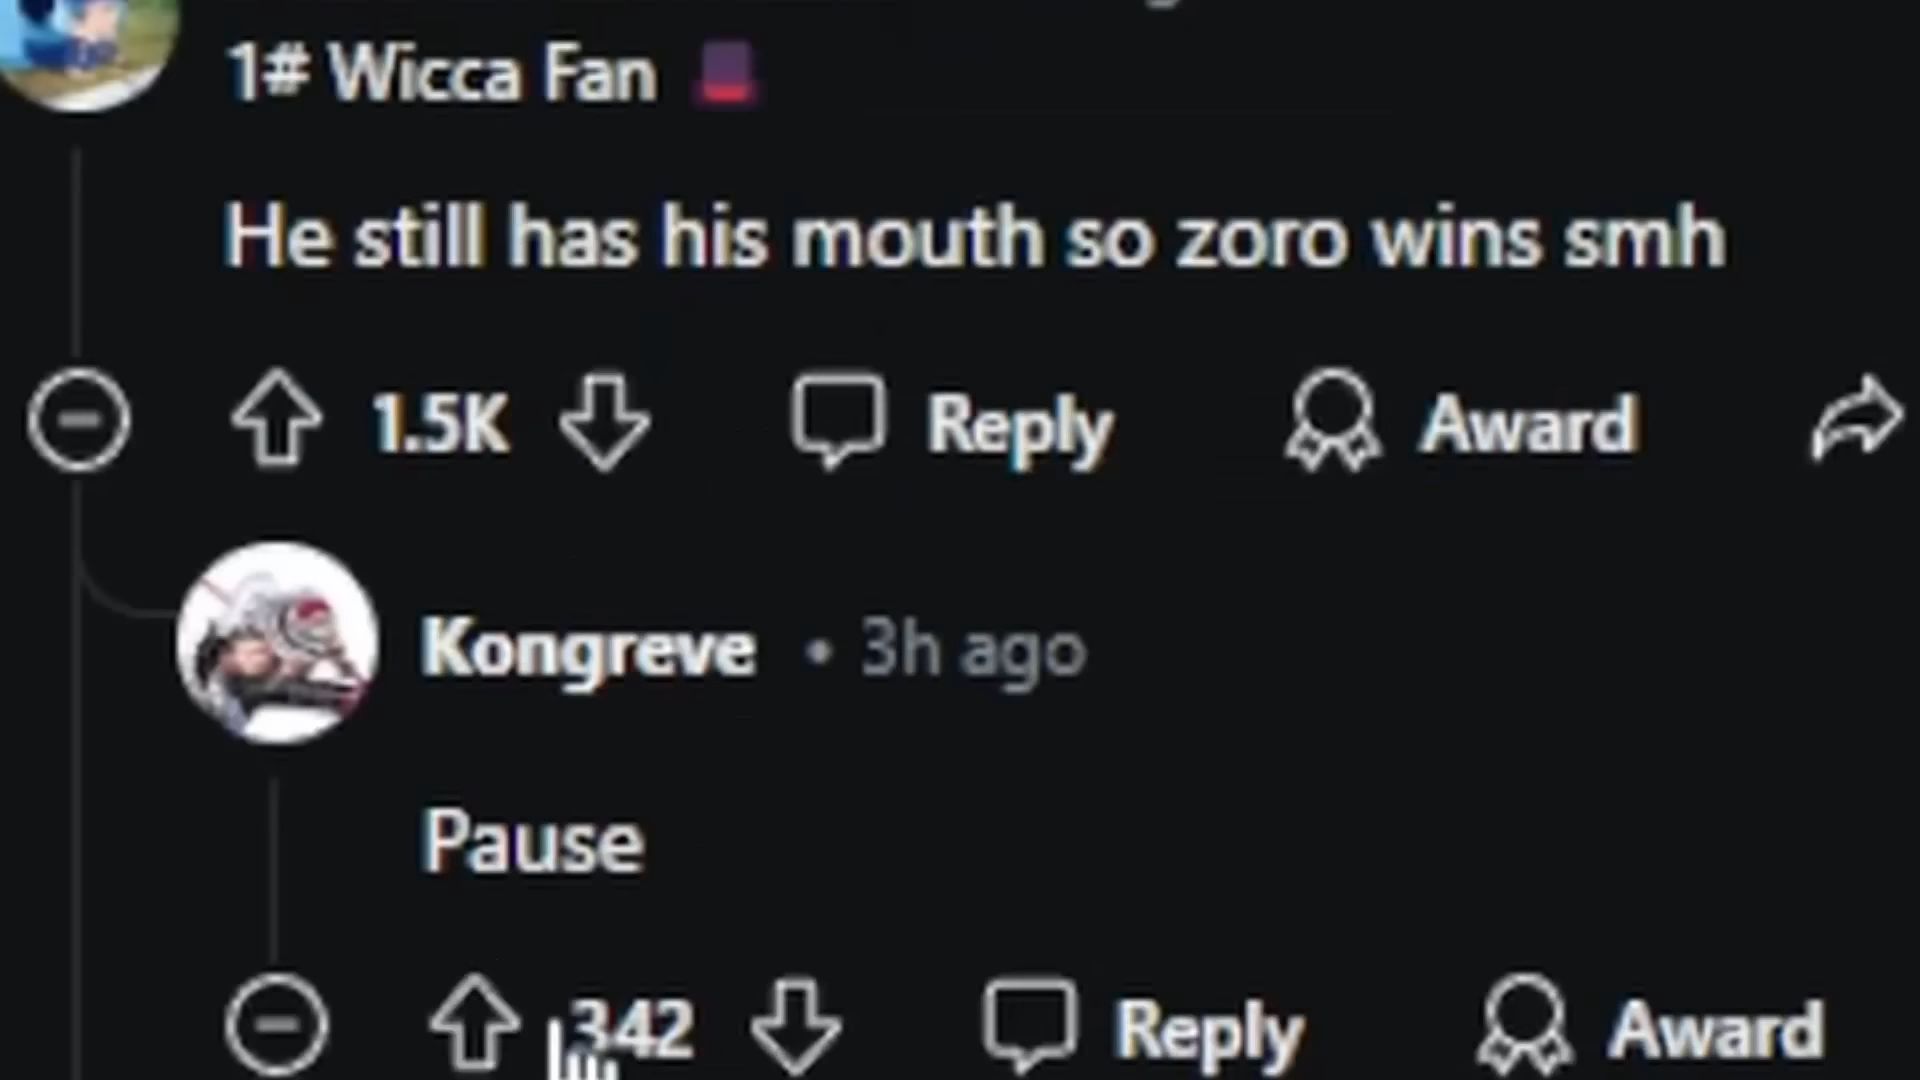 1# Wicca Fan
He still has his mouth so zoro wins smh
1.5K Reply Award
Kongreve • 3h ago
Pause
342 Reply Award